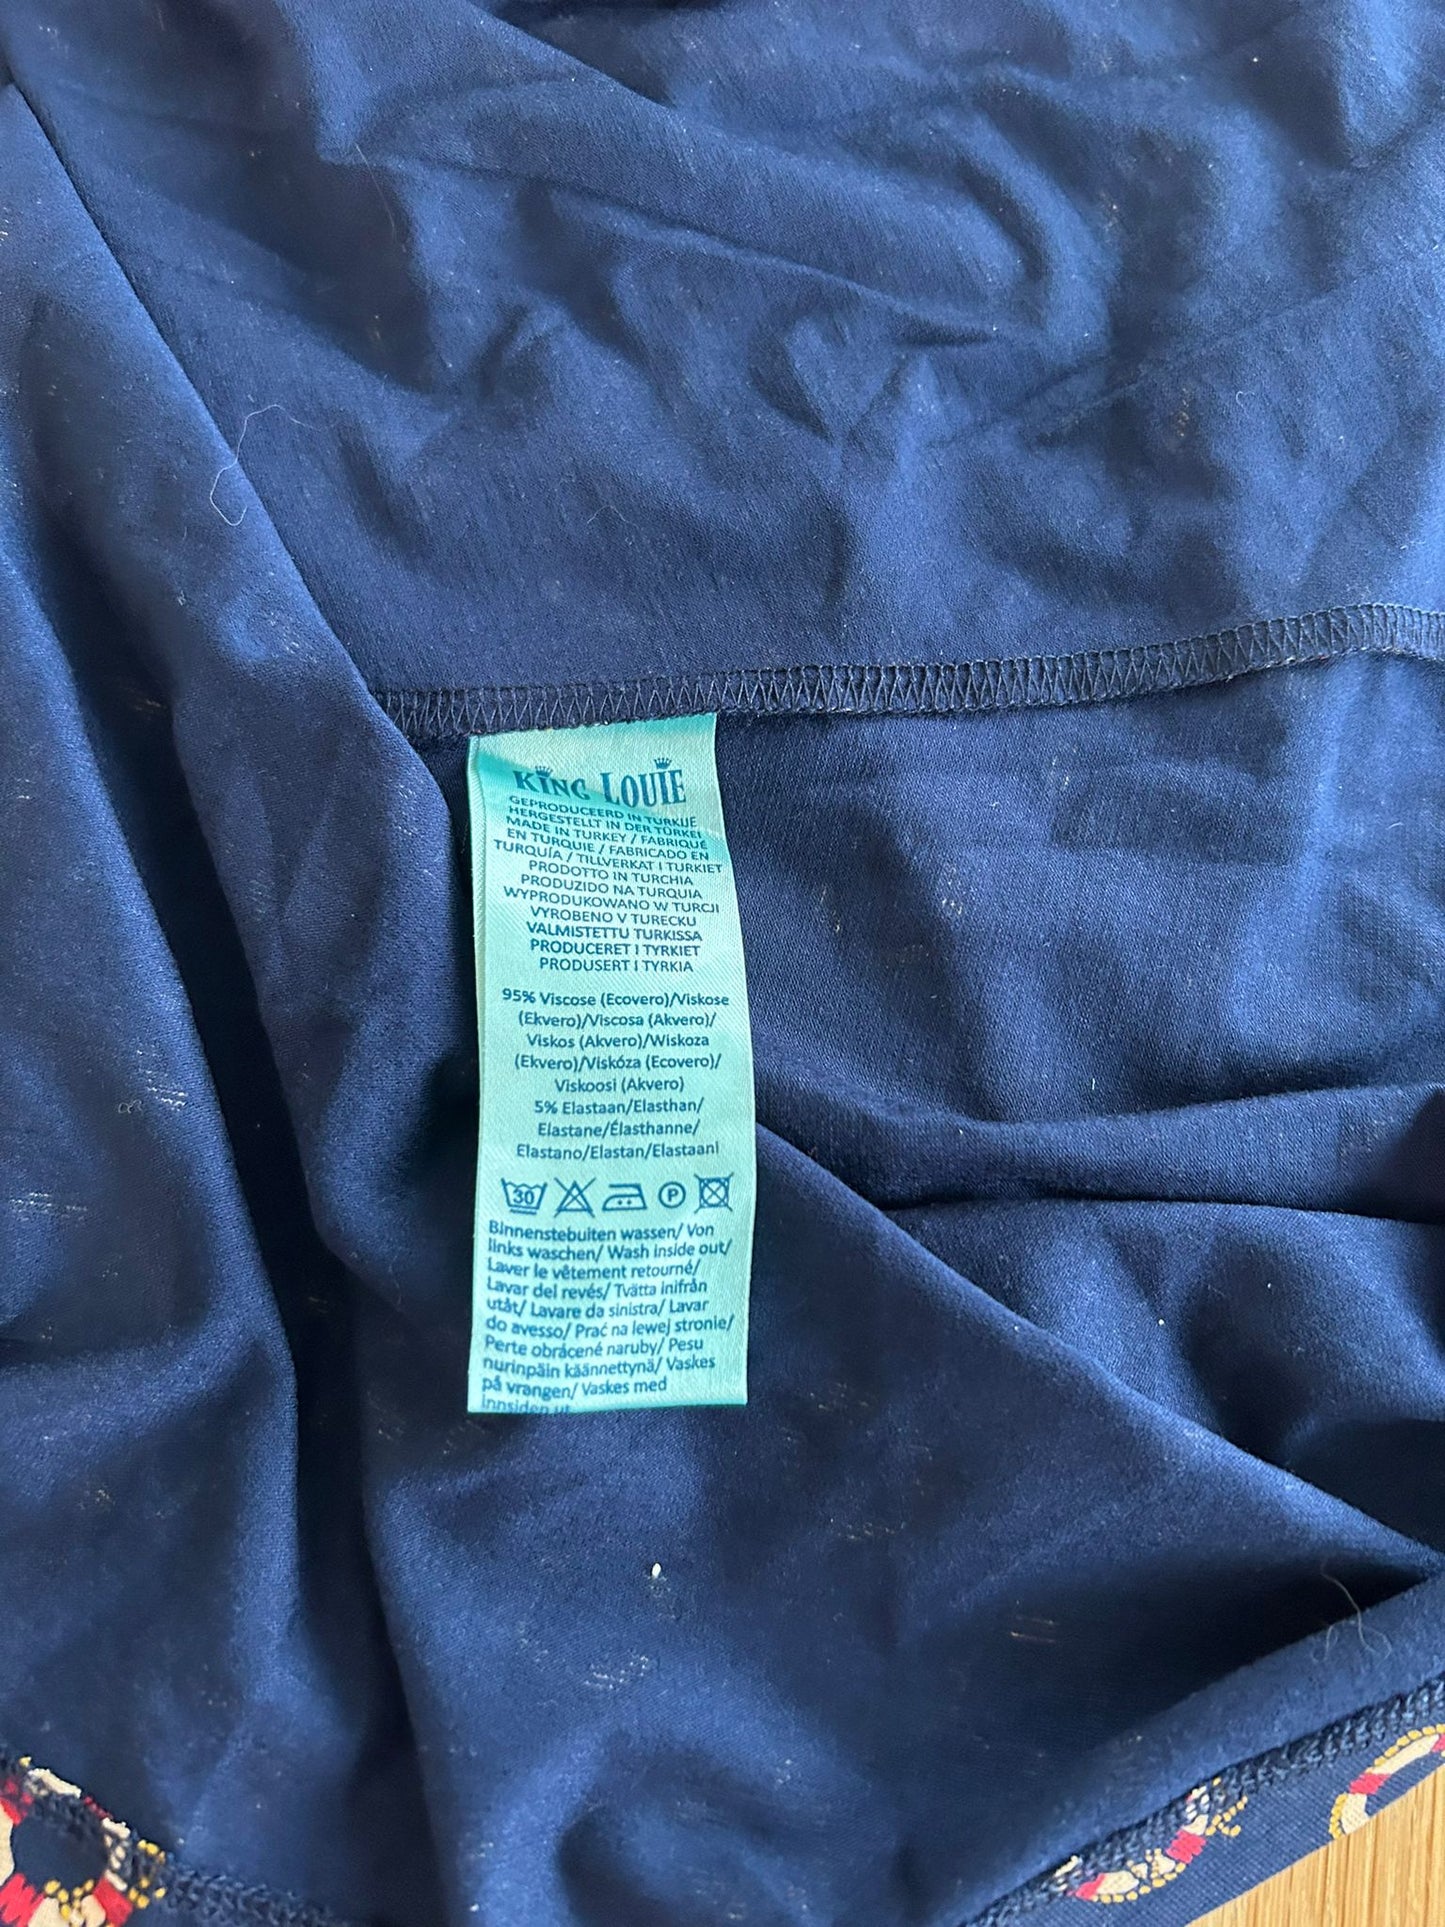 KING LOUIE
GEPRODUCEERD IN TURKIJE
HERGESTELLT IN DER TÜRKEI
MADE IN TURKEY / FABRIQUÉ
EN TURQUIE / FABRICADO EN
TURQUÍA / TILLVERKAT I TURKIET
PRODOTTO IN TURCHIA
PRODUZIDO NA TURQUIA
WYPRODUKOWANO W TURCJI
VYROBENO V TURECKU
VALMISTETTU TURKISSA
PRODUCERET I TYRKIET
PRODUSERT I TYRKIA
95% Viscose (Ecovero)/Viskose
(Ekvero)/Viscosa (Akvero)/
Viskos (Akvero)/Wiskoza
(Ekvero)/Viskóza (Ecovero)/
Viskoosi (Akvero)
5% Elastaan/Elasthan/
Elastane/Élasthanne/
Elastano/Elastan/Elastaani
30 P
Binnenstebuiten wassen/ Von
links waschen/ Wash inside out/
Laver le vêtement retourné/
Lavar del revés/ Tvätta inifrån
utåt/ Lavare da sinistra/ Lavar
do avesso/ Prać na lewej stronie/
Perte obrácené naruby/ Pesu
nurinpäin käännettynä/ Vaskes
på vrangen/ Vaskes med
innsiden ut